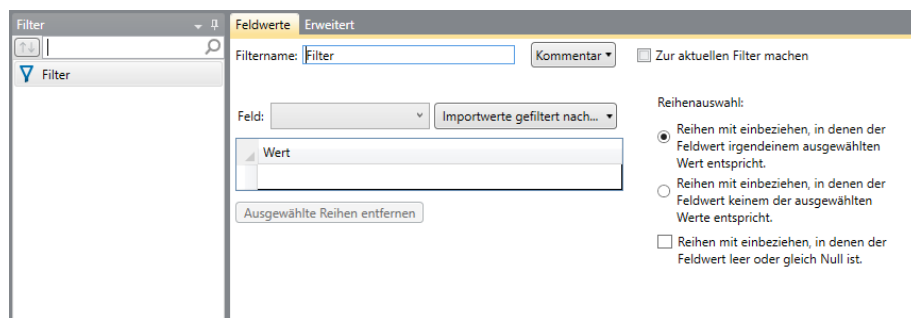 Filter
Filter
Feldwerte Erweitert
Filtername: Filter Kommentar
Zur aktuellen Filter machen
Feld: Importwerte gefiltert nach...
Wert
Ausgewählte Reihen entfernen
Reihenauswahl:
Reihen mit einbeziehen, in denen der
Feldwert irgendeinem ausgewählten
Wert entspricht.
Reihen mit einbeziehen, in denen der
Feldwert keinem der ausgewählten
Werte entspricht.
Reihen mit einbeziehen, in denen der
Feldwert leer oder gleich Null ist.